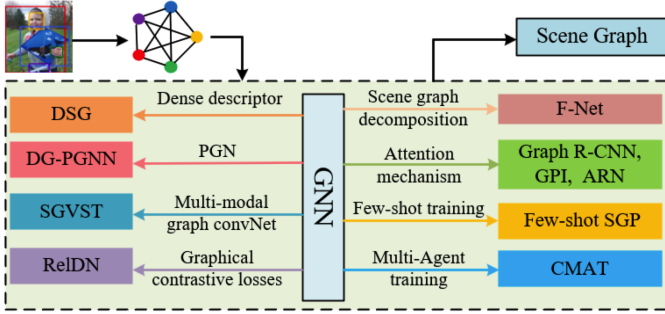 Scene Graph
DSG
Dense descriptor
Scene graph
decomposition
F-Net
DG-PGNN
PGN
GNN
Attention
mechanism
Graph R-CNN,
GPI, ARN
SGVST
Multi-modal
graph convNet
Few-shot training
Few-shot SGP
RelDN
Graphical
contrastive losses
Multi-Agent
training
CMAT